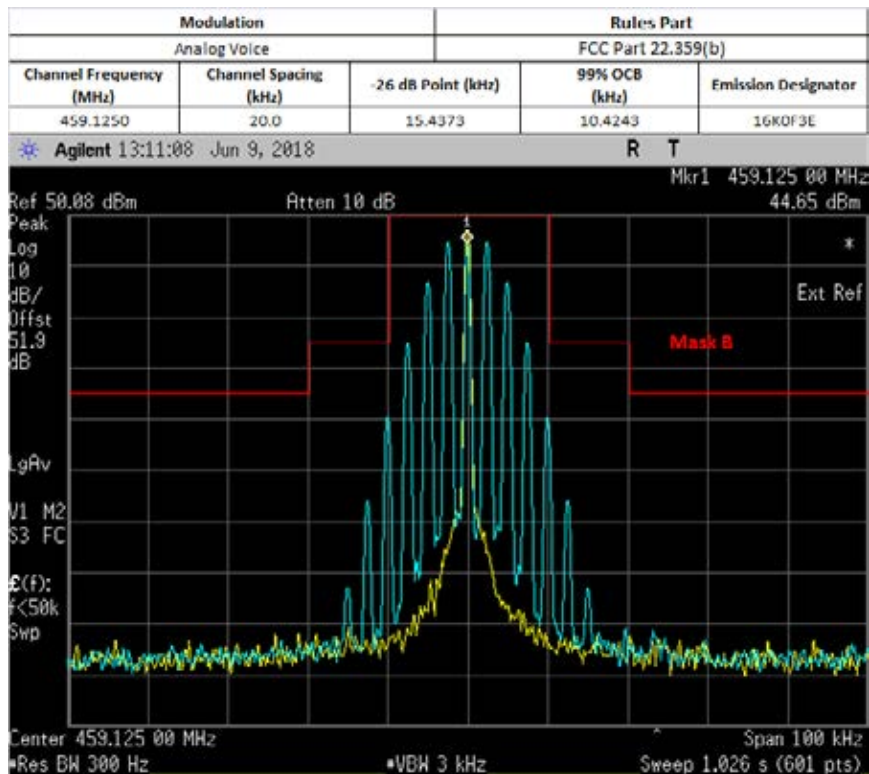 Modulation Rules Part
Analog Voice FCC Part 22.359(b)
Channel Frequency (MHz) Channel Spacing (kHz) -26 dB Point (kHz) 99% OCB (kHz) Emission Designator
459.1250 20.0 15.4373 10.4243 16K0F3E
Agilent 13:11:08 Jun 9, 2018 R T
Mkr1 459.125 00 MHz
Ref 50.08 dBm Atten 10 dB 44.65 dBm
Peak
1
Log
*
10
dB/
Ext Ref
Offst
51.9
Mask B
dB
LgAv
V1 M2
S3 FC
£(f):
f<50k
Swp
Center 459.125 00 MHz Span 100 kHz
*Res BW 300 Hz *VBW 3 kHz Sweep 1.026 s (601 pts)